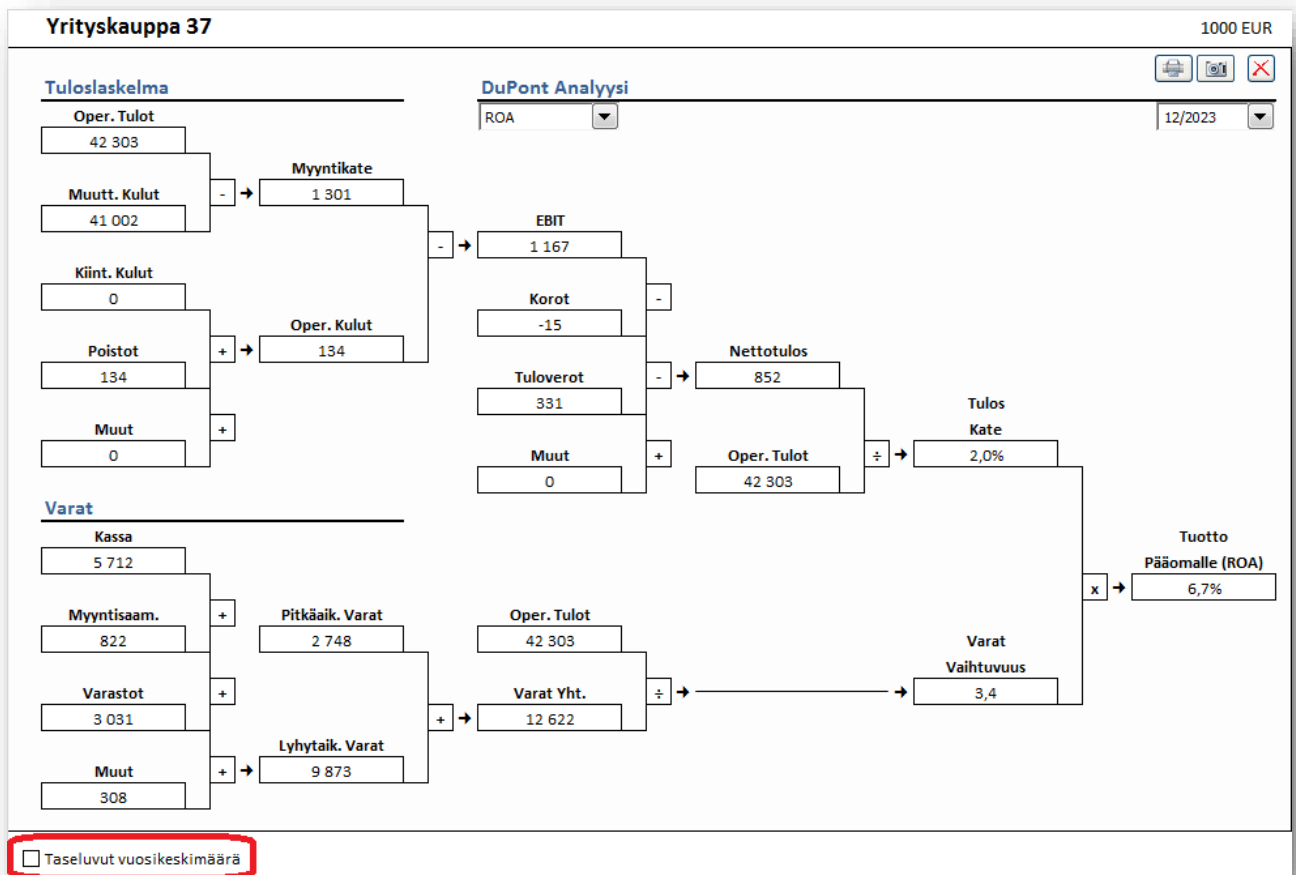 Yrityskauppa 37
1000 EUR
Tuloslaskelma
DuPont Analyysi
ROA
12/2023
Oper. Tulot
42 303
Myyntikate
1 301
-
Muutt. Kulut
41 002
EBIT
1 167
-
Kiint. Kulut
0
Korot
-15
-
Oper. Kulut
134
Poistot
134
+
Nettotulos
852
Tuloverot
331
-
Tulos
Kate
2,0%
Muut
0
+
Muut
0
+
Oper. Tulot
42 303
÷
Varat
Kassa
5 712
Tuotto
Pääomalle (ROA)
6,7%
x
Myyntisaam.
822
+
Pitkäaik. Varat
2 748
Oper. Tulot
42 303
Varat
Vaihtuvuus
3,4
Varastot
3 031
+
Varat Yht.
12 622
÷
+
Lyhytaik. Varat
9 873
Muut
308
+
Taseluvut vuosikeskimäärä